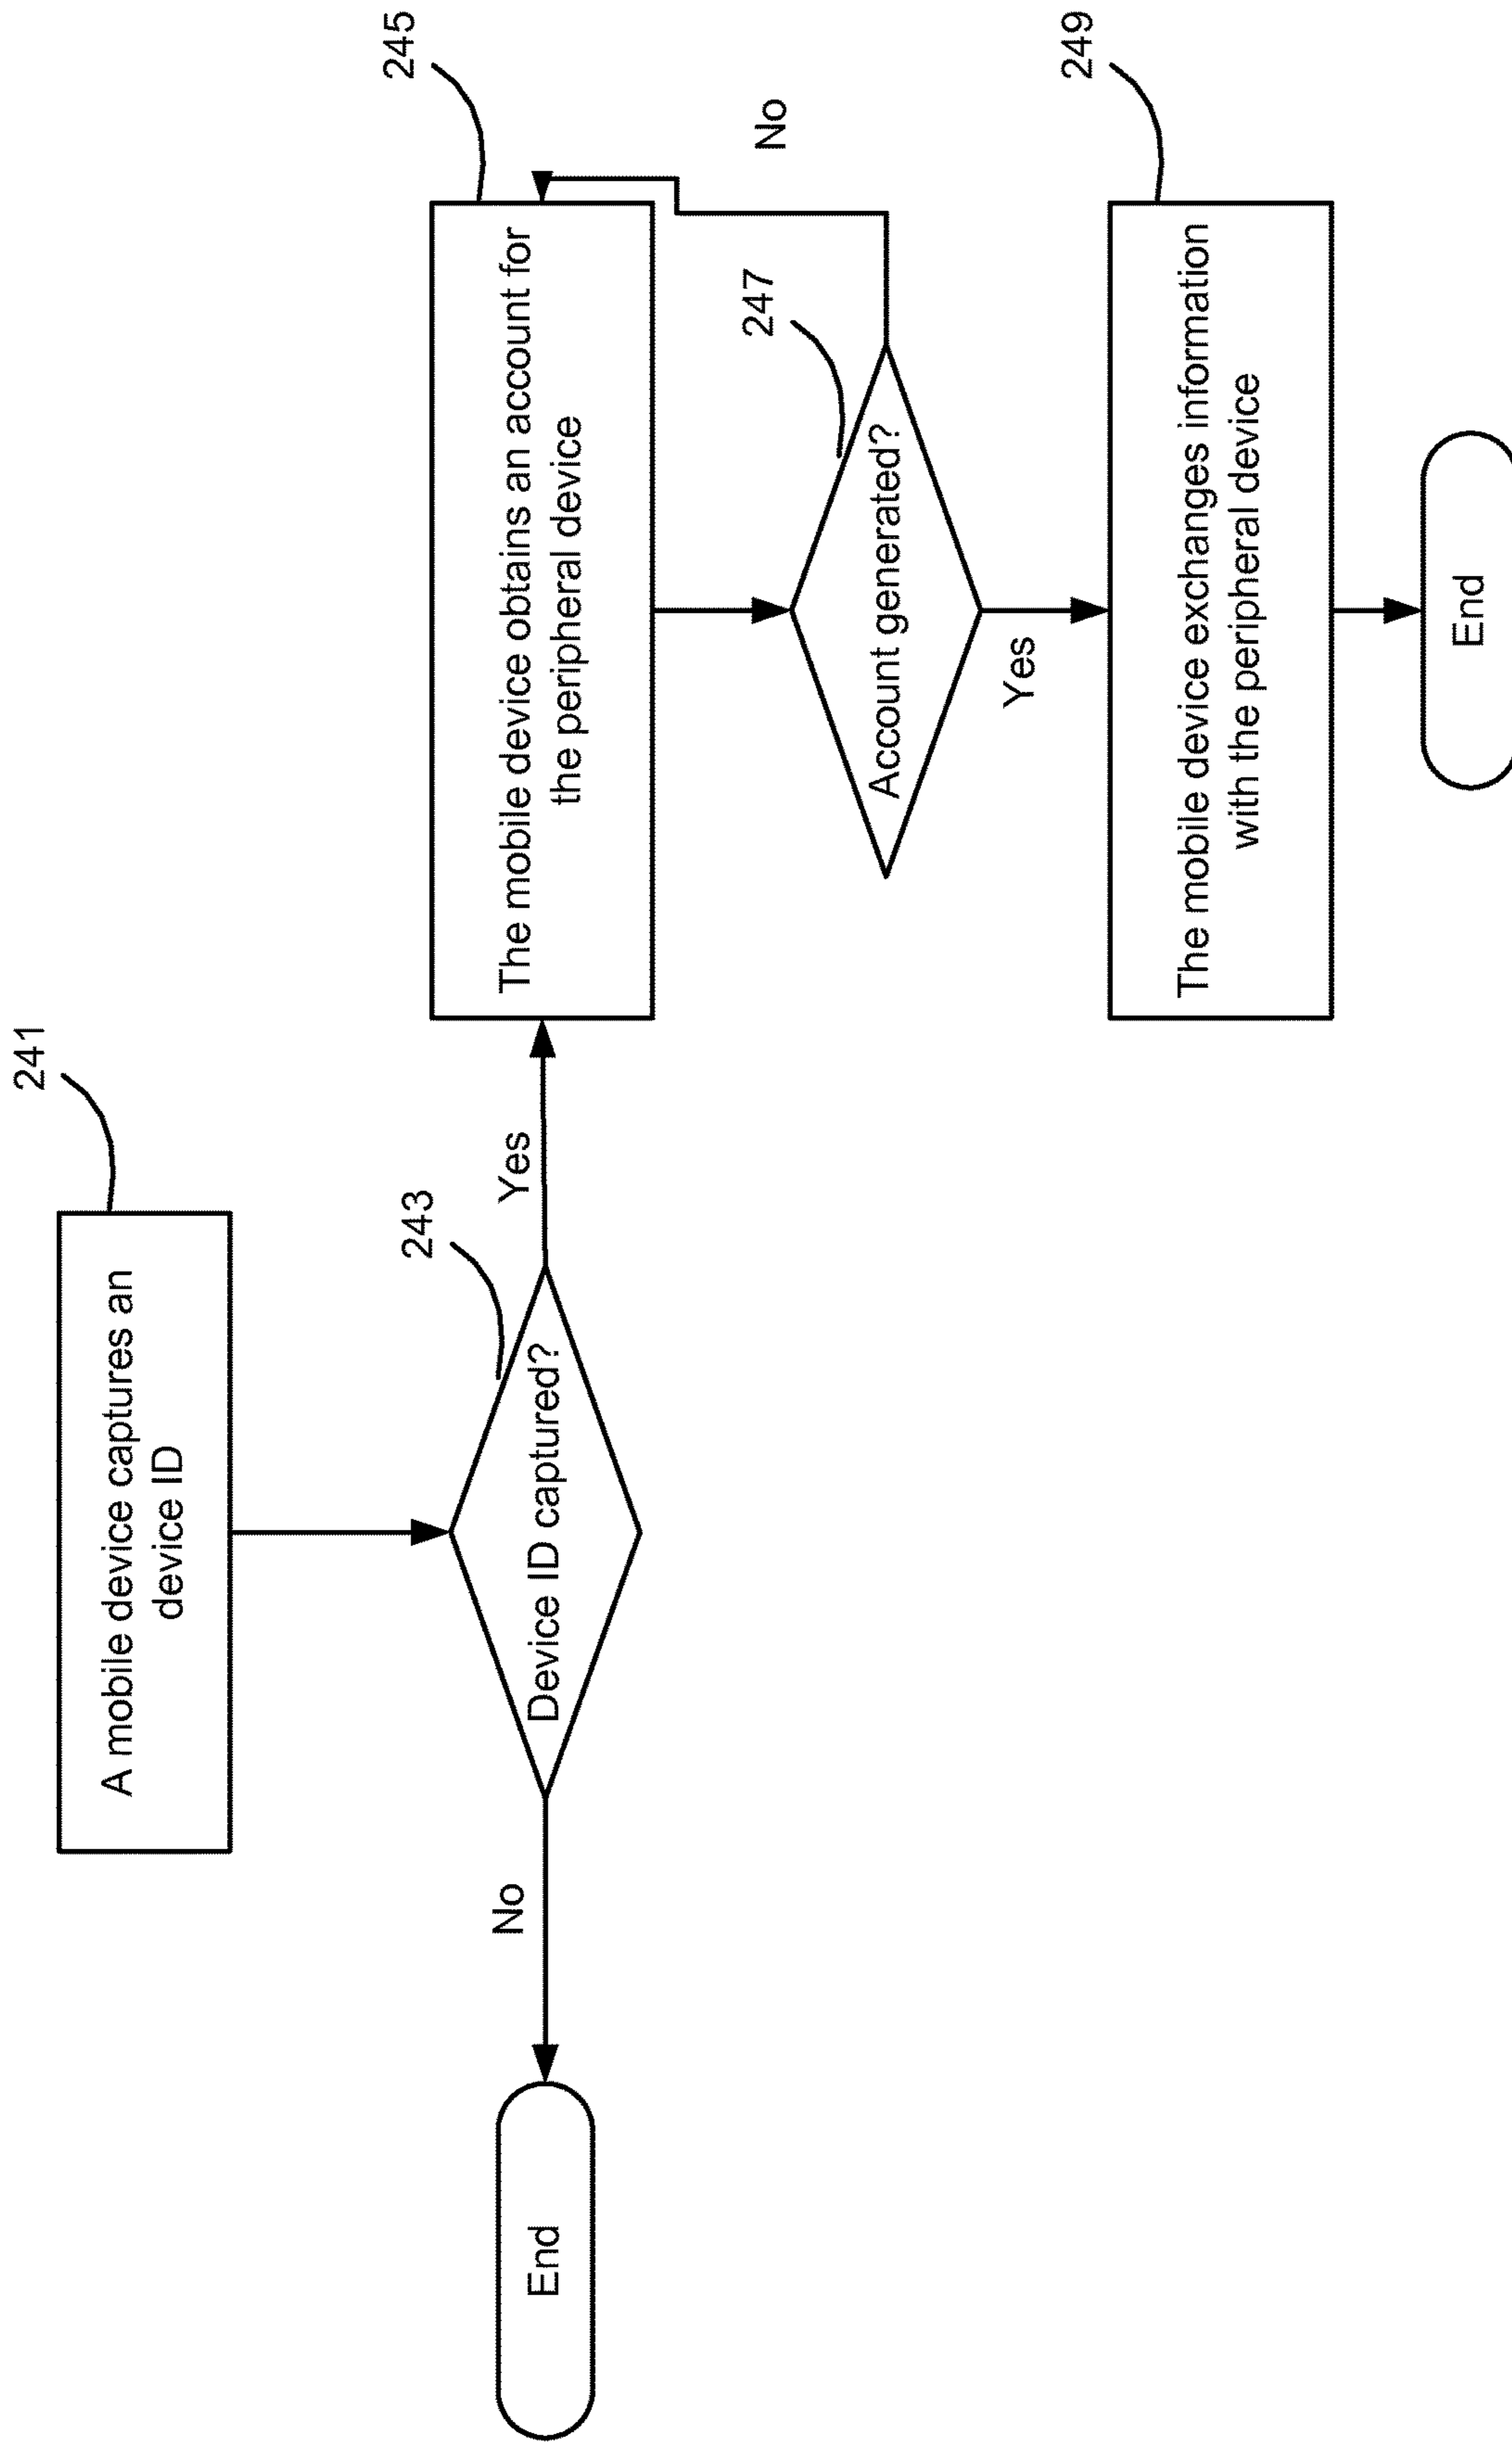 241
A mobile device captures an
device ID
243
Device ID captured?
No
Yes
End
245
The mobile device obtains an account for
the peripheral device
247
Account generated?
No
Yes
249
The mobile device exchanges information
with the peripheral device
End